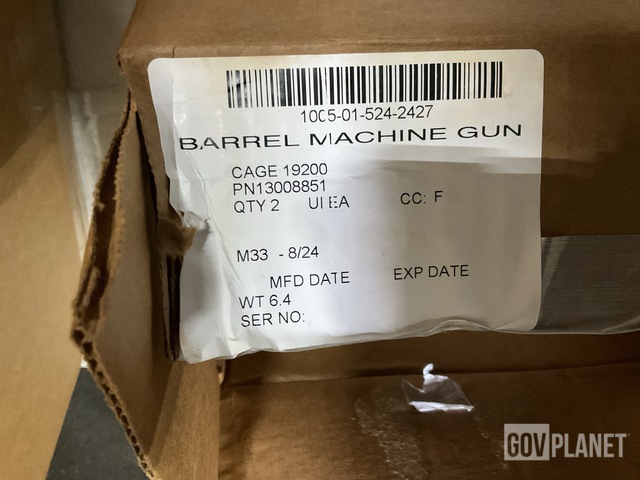 1005-01-524-2427
BARREL MACHINE GUN
CAGE 19200
PN13008851
QTY 2 UI EA CC: F
M33 - 8/24
MFD DATE EXP DATE
WT 6.4
SER NO:
GOVPLANET